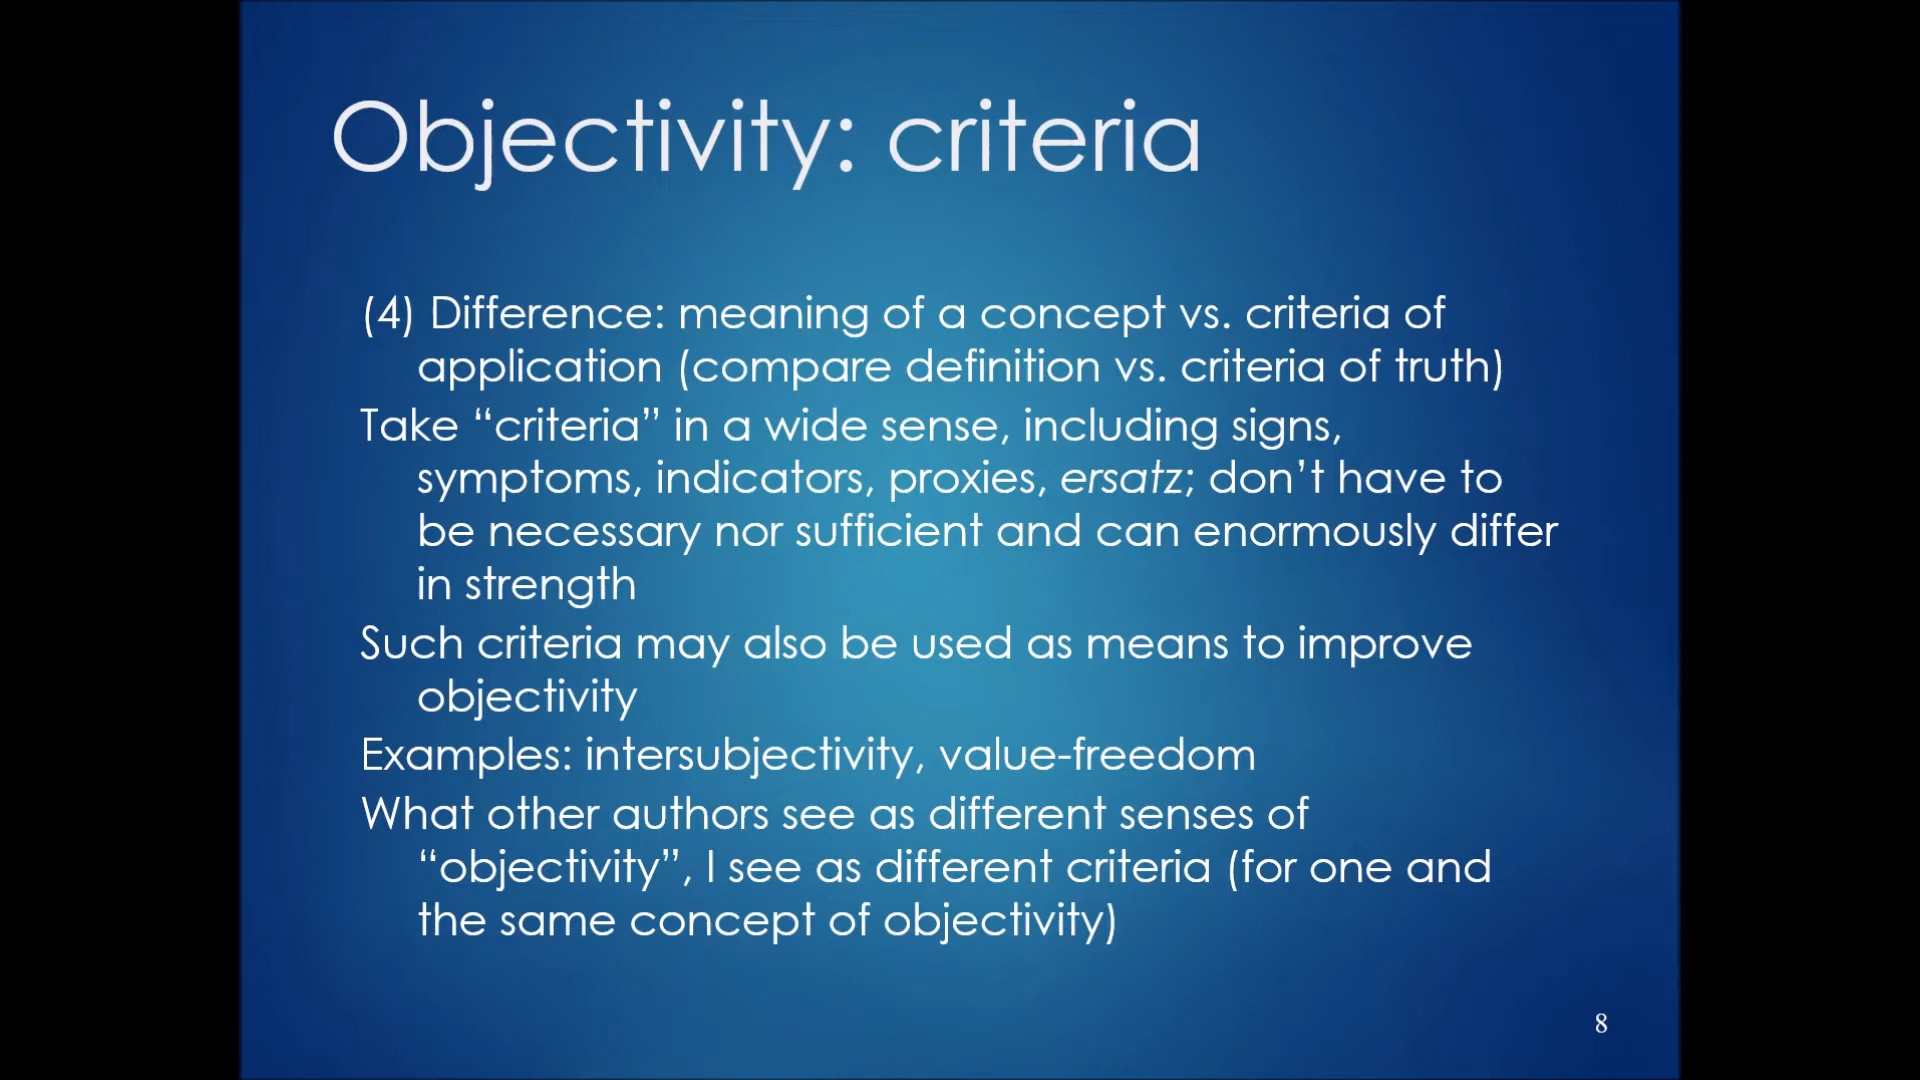 Objectivity: criteria
(4) Difference: meaning of a concept vs. criteria of
application (compare definition vs. criteria of truth)
Take “criteria” in a wide sense, including signs,
symptoms, indicators, proxies, ersatz; don’t have to
be necessary nor sufficient and can enormously differ
in strength
Such criteria may also be used as means to improve
objectivity
Examples: intersubjectivity, value-freedom
What other authors see as different senses of
“objectivity”, I see as different criteria (for one and
the same concept of objectivity)
8